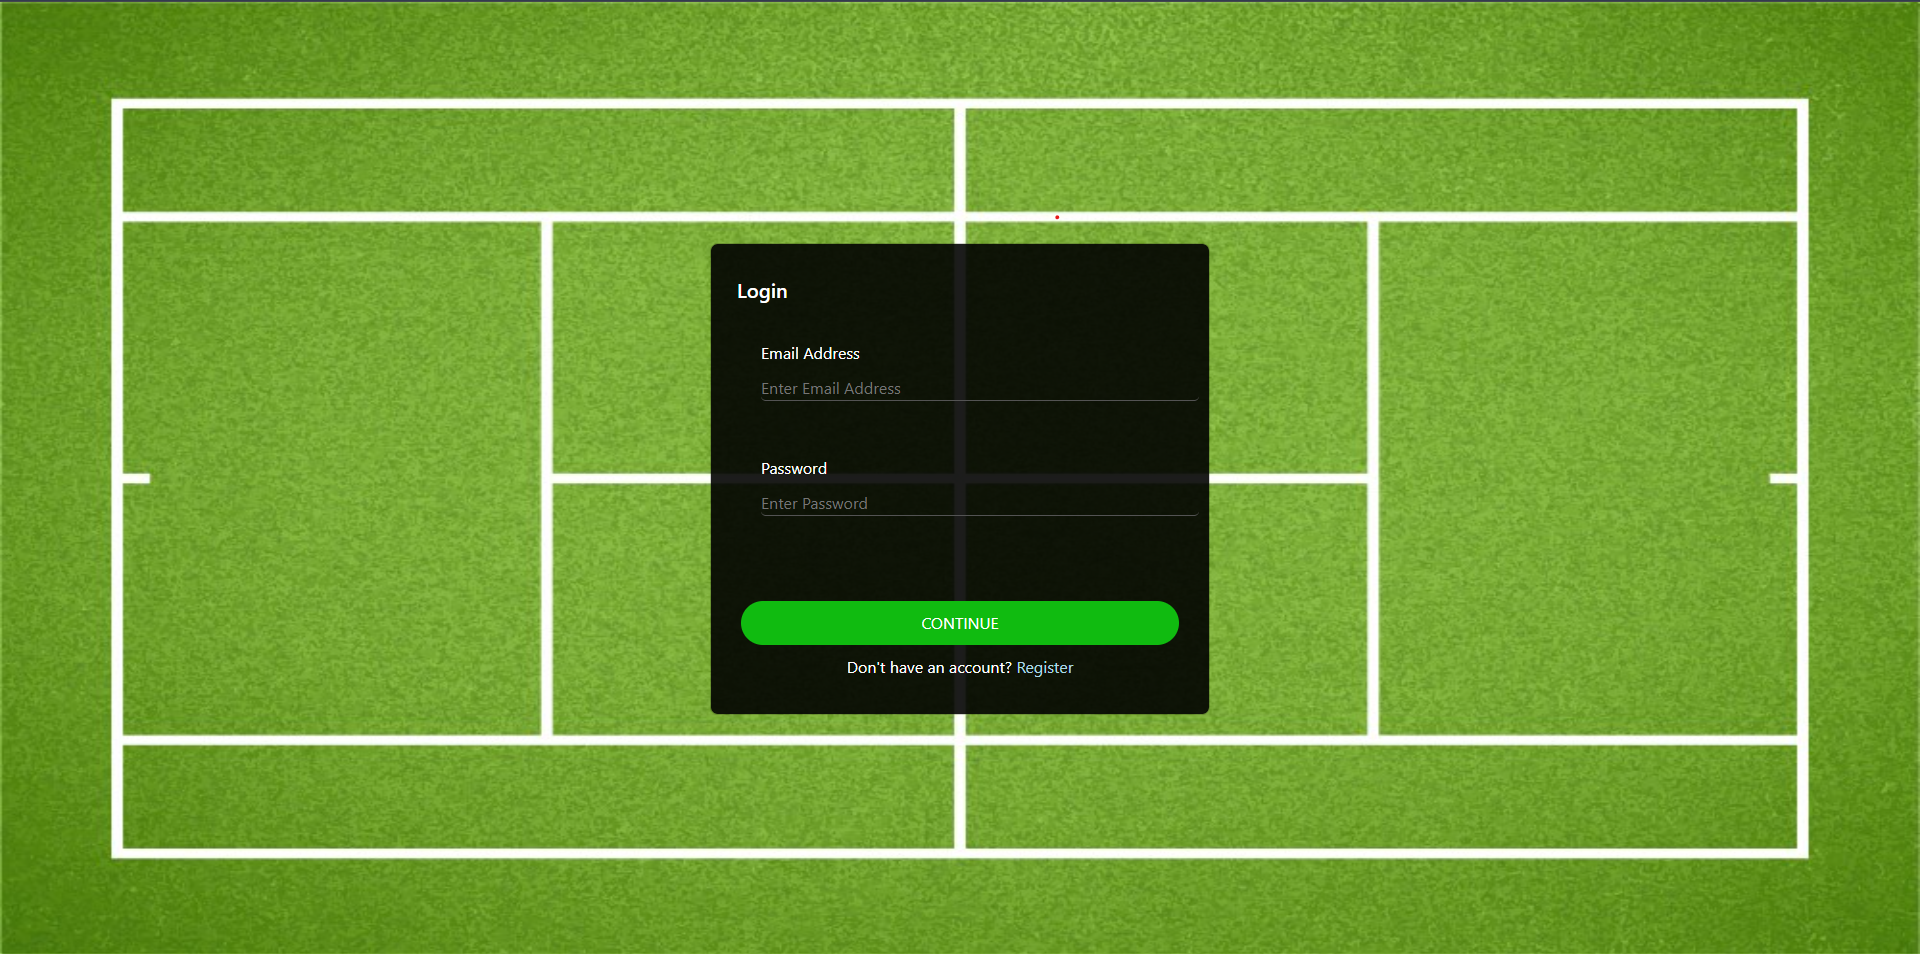 Login
Email Address
Enter Email Address
Password
Enter Password
CONTINUE
Don't have an account? Register